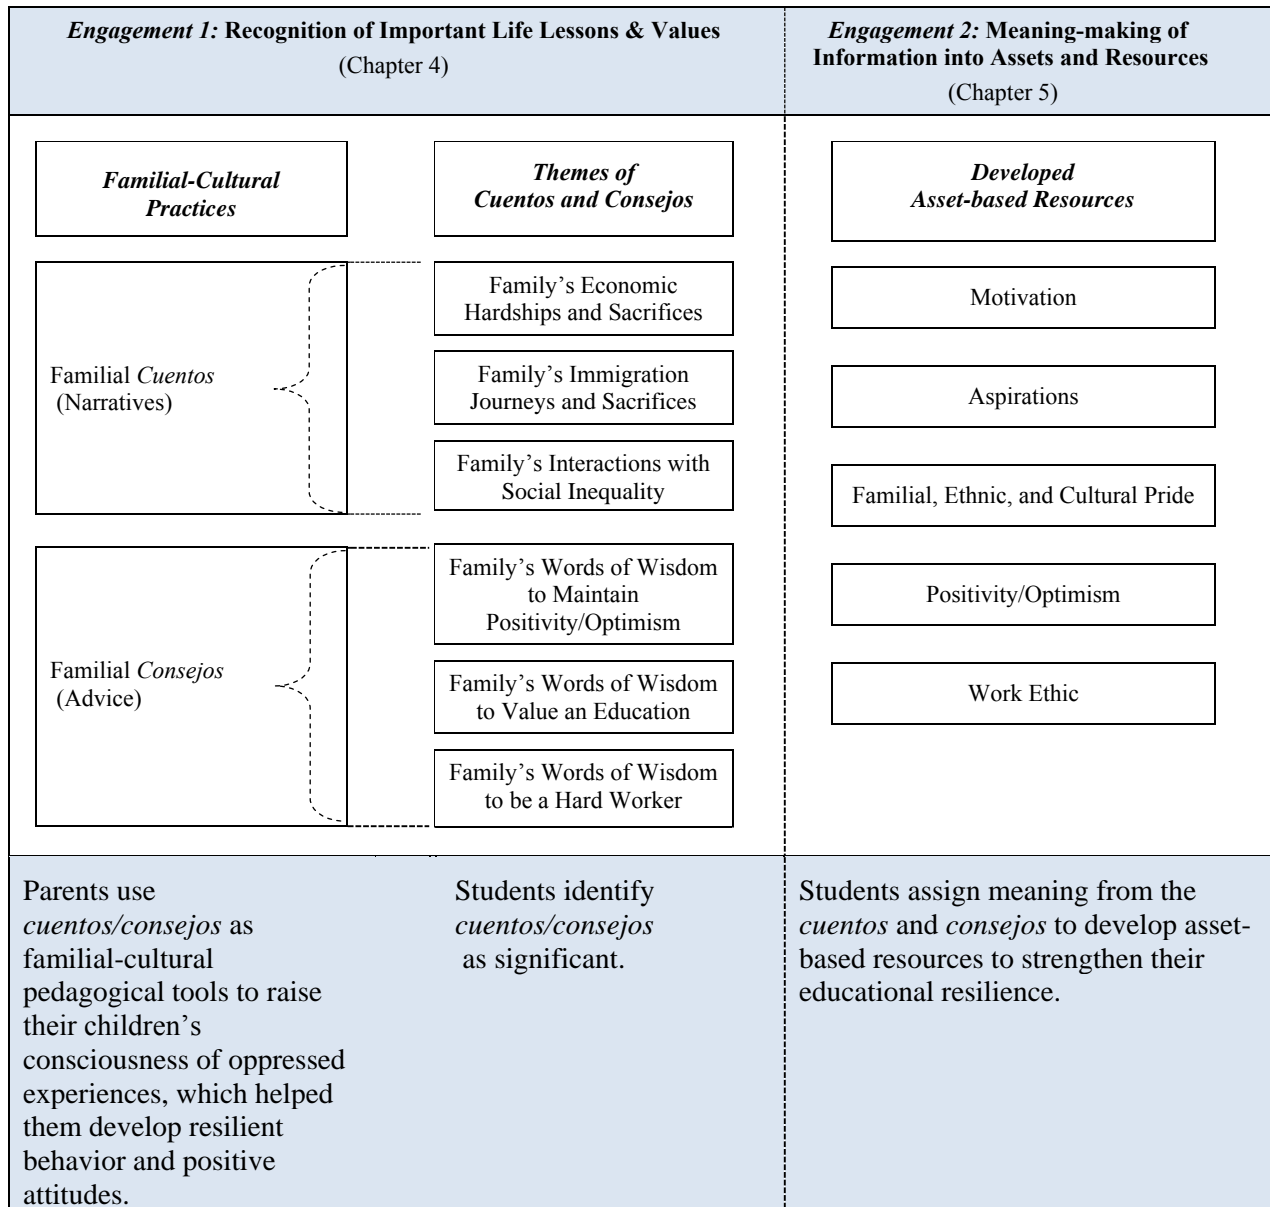 Engagement 1: Recognition of Important Life Lessons & Values
(Chapter 4)
Engagement 2: Meaning-making of
Information into Assets and Resources
(Chapter 5)
Familial-Cultural
Practices
Themes of
Cuentos and Consejos
Developed
Asset-based Resources
Familial Cuentos
(Narratives)
Family’s Economic
Hardships and Sacrifices
Family’s Immigration
Journeys and Sacrifices
Family’s Interactions with
Social Inequality
Familial Consejos
(Advice)
Family’s Words of Wisdom
to Maintain
Positivity/Optimism
Family’s Words of Wisdom
to Value an Education
Family’s Words of Wisdom
to be a Hard Worker
Motivation
Aspirations
Familial, Ethnic, and Cultural Pride
Positivity/Optimism
Work Ethic
Parents use
cuentos/consejos as
familial-cultural
pedagogical tools to raise
their children’s
consciousness of oppressed
experiences, which helped
them develop resilient
behavior and positive
attitudes.
Students identify
cuentos/consejos
as significant.
Students assign meaning from the
cuentos and consejos to develop asset-
based resources to strengthen their
educational resilience.